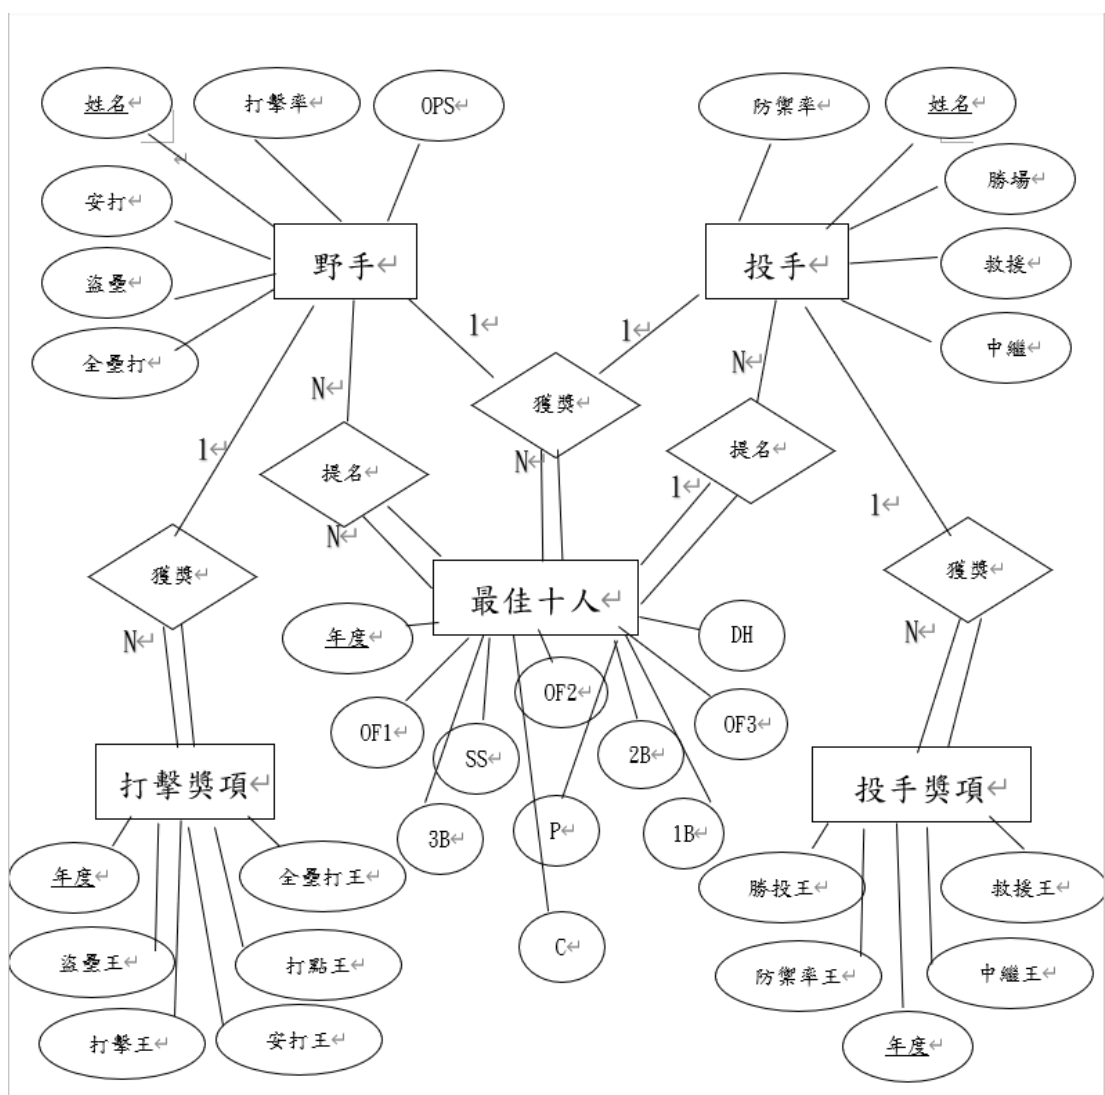 姓名
打擊率
OPS
防禦率
姓名
安打
勝場
盜壘
野手
投手
救援
全壘打
中繼
1
1
N
N
獲獎
1
提名
提名
N
1
1
N
獲獎
獲獎
最佳十人
N
年度
DH
N
OF1
OF2
OF3
SS
2B
打擊獎項
投手獎項
3B
P
1B
年度
全壘打王
勝投王
救援王
C
盜壘王
打點王
防禦率王
中繼王
打擊王
安打王
年度